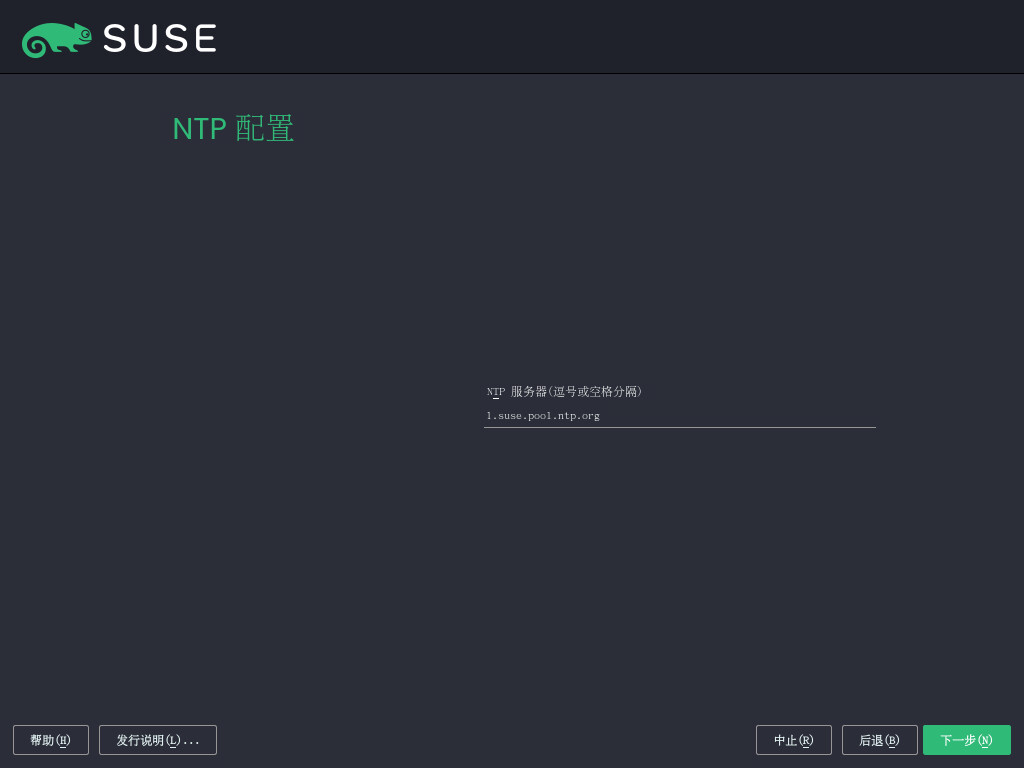 SUSE
NTP 配置
NTP 服务器(逗号或空格分隔)
1.suse.pool.ntp.org
帮助(H)
发行说明(L)...
中止(R)
后退(B)
下一步(N)